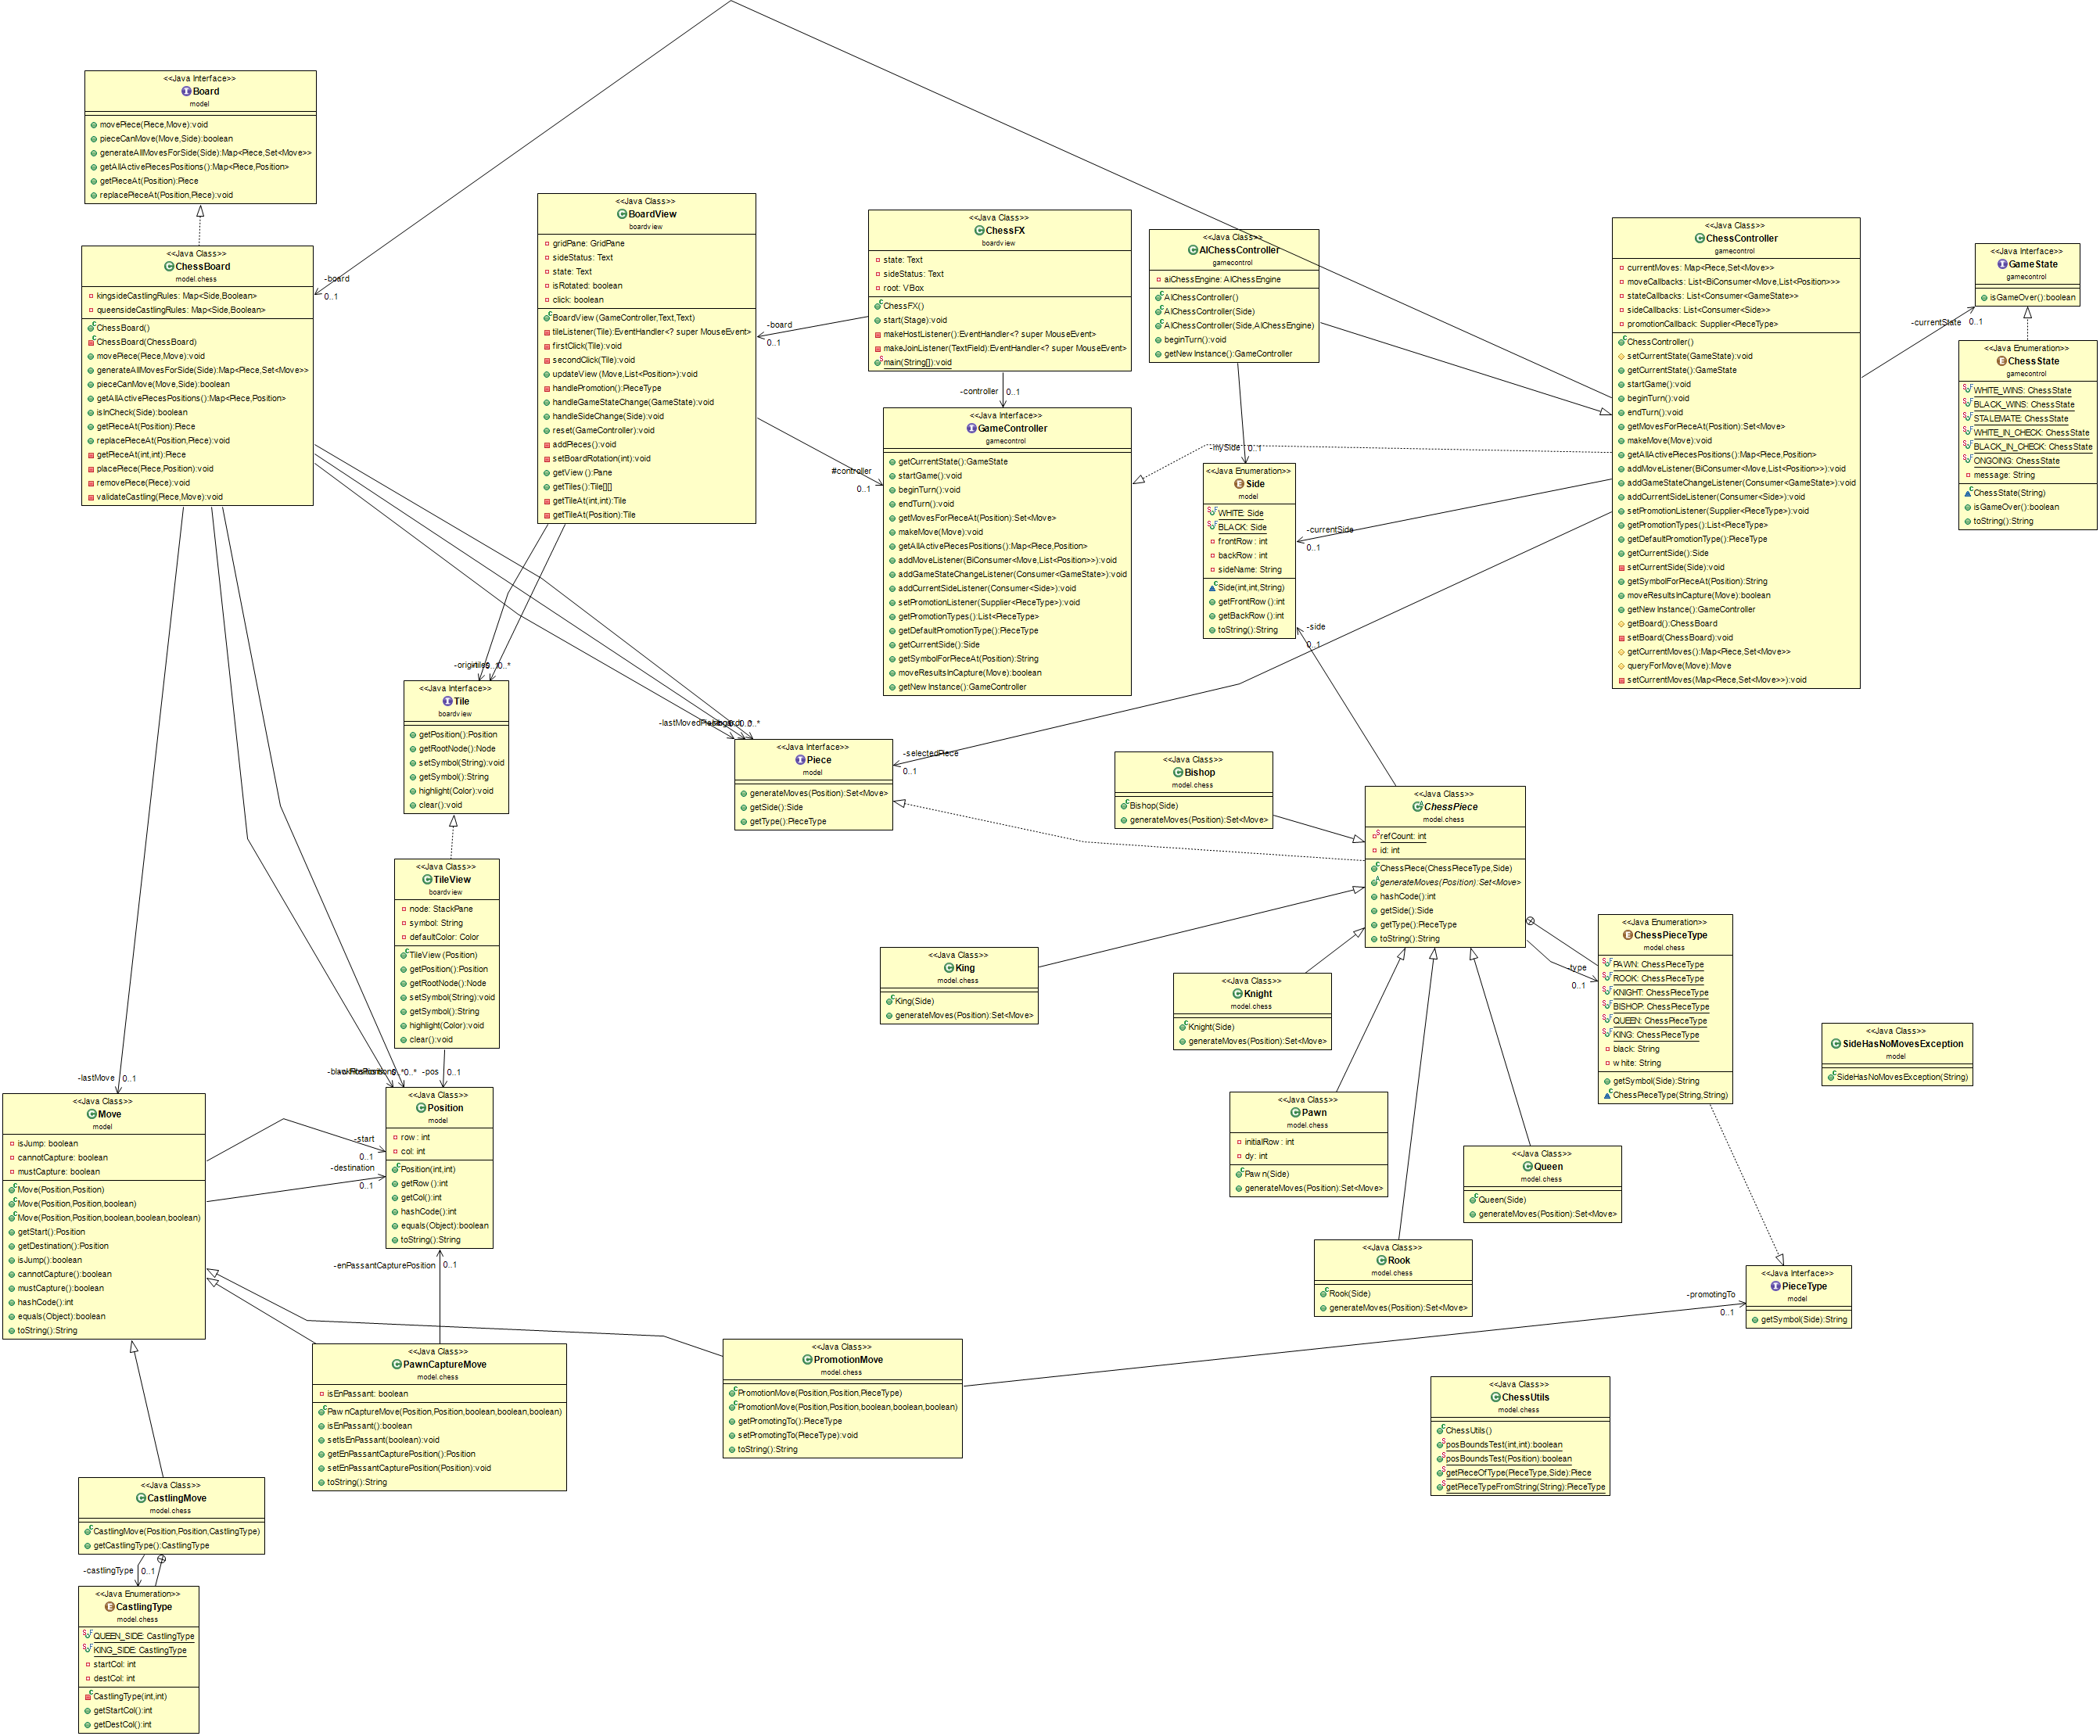 <<Java Interface>>
Board
model
movePiece(Piece,Move):void
pieceCanMove(Move,Side):boolean
generateAllMovesForSide(Side):Map<Piece,Set<Move>>
getAllActivePiecesPositions():Map<Piece,Position>
getPieceAt(Position):Piece
replacePieceAt(Position,Piece):void
<<Java Class>>
ChessBoard
model.chess
kingsideCastlingRules: Map<Side,Boolean>
queensideCastlingRules: Map<Side,Boolean>
ChessBoard()
ChessBoard(ChessBoard)
movePiece(Piece,Move):void
generateAllMovesForSide(Side):Map<Piece,Set<Move>>
pieceCanMove(Move,Side):boolean
getAllActivePiecesPositions():Map<Piece,Position>
isInCheck(Side):boolean
getPieceAt(Position):Piece
replacePieceAt(Position,Piece):void
getPieceAt(int,int):Piece
placePiece(Piece,Position):void
removePiece(Piece):void
validateCastling(Piece,Move):void
-board
0..1
<<Java Class>>
BoardView
boardview
gridPane: GridPane
sideStatus: Text
state: Text
isRotated: boolean
click: boolean
BoardView(GameController,Text,Text)
tileListener(Tile):EventHandler<? super MouseEvent>
firstClick(Tile):void
secondClick(Tile):void
updateView(Move,List<Position>):void
handlePromotion():PieceType
handleGameStateChange(GameState):void
handleSideChange(Side):void
reset(GameController):void
addPieces():void
setBoardRotation(int):void
getView():Pane
getTiles():Tile[][]
getTileAt(int,int):Tile
getTileAt(Position):Tile
-board
0..1
<<Java Class>>
ChessFX
boardview
state: Text
sideStatus: Text
root: VBox
ChessFX()
start(Stage):void
makeHostListener():EventHandler<? super MouseEvent>
makeJoinListener(TextField):EventHandler<? super MouseEvent>
main(String[]):void
-controller
0..1
#controller
0..1
<<Java Interface>>
GameController
gamecontrol
getCurrentState():GameState
startGame():void
beginTurn():void
endTurn():void
getMovesForPieceAt(Position):Set<Move>
makeMove(Move):void
getAllActivePiecesPositions():Map<Piece,Position>
addMoveListener(BiConsumer<Move,List<Position>>):void
addGameStateChangeListener(Consumer<GameState>):void
addCurrentSideListener(Consumer<Side>):void
setPromotionListener(Supplier<PieceType>):void
getPromotionTypes():List<PieceType>
getDefaultPromotionType():PieceType
getCurrentSide():Side
getSymbolForPieceAt(Position):String
moveResultsInCapture(Move):boolean
getNewInstance():GameController
<<Java Class>>
AIChessController
gamecontrol
aiChessEngine: AIChessEngine
AIChessController()
AIChessController(Side)
AIChessController(Side,AIChessEngine)
beginTurn():void
getNewInstance():GameController
-mySide
0..1
<<Java Enumeration>>
Side
model
WHITE: Side
BLACK: Side
frontRow: int
backRow: int
sideName: String
Side(int,int,String)
getFrontRow():int
getBackRow():int
toString():String
-currentSide
0..1
-side
0..1
<<Java Class>>
ChessController
gamecontrol
currentMoves: Map<Piece,Set<Move>>
moveCallbacks: List<BiConsumer<Move,List<Position>>>
stateCallbacks: List<Consumer<GameState>>
sideCallbacks: List<Consumer<Side>>
promotionCallback: Supplier<PieceType>
ChessController()
setCurrentState(GameState):void
getCurrentState():GameState
startGame():void
beginTurn():void
endTurn():void
getMovesForPieceAt(Position):Set<Move>
makeMove(Move):void
getAllActivePiecesPositions():Map<Piece,Position>
addMoveListener(BiConsumer<Move,List<Position>>):void
addGameStateChangeListener(Consumer<GameState>):void
addCurrentSideListener(Consumer<Side>):void
setPromotionListener(Supplier<PieceType>):void
getPromotionTypes():List<PieceType>
getDefaultPromotionType():PieceType
getCurrentSide():Side
setCurrentSide(Side):void
getSymbolForPieceAt(Position):String
moveResultsInCapture(Move):boolean
getNewInstance():GameController
getBoard():ChessBoard
setBoard(ChessBoard):void
getCurrentMoves():Map<Piece,Set<Move>>
queryForMove(Move):Move
setCurrentMoves(Map<Piece,Set<Move>>):void
-currentState
0..1
<<Java Interface>>
GameState
gamecontrol
isGameOver():boolean
<<Java Enumeration>>
ChessState
gamecontrol
WHITE_WINS: ChessState
BLACK_WINS: ChessState
STALEMATE: ChessState
WHITE_IN_CHECK: ChessState
BLACK_IN_CHECK: ChessState
ONGOING: ChessState
message: String
ChessState(String)
isGameOver():boolean
toString():String
<<Java Interface>>
Tile
boardview
getPosition():Position
getRootNode():Node
setSymbol(String):void
getSymbol():String
highlight(Color):void
clear():void
<<Java Interface>>
Piece
model
generateMoves(Position):Set<Move>
getSide():Side
getType():PieceType
-selectedPiece
0..1
<<Java Class>>
Bishop
model.chess
Bishop(Side)
generateMoves(Position):Set<Move>
<<Java Class>>
ChessPiece
model.chess
refCount: int
id: int
ChessPiece(ChessPieceType,Side)
generateMoves(Position):Set<Move>
hashCode():int
getSide():Side
getType():PieceType
toString():String
<<Java Class>>
TileView
boardview
node: StackPane
symbol: String
defaultColor: Color
TileView(Position)
getPosition():Position
getRootNode():Node
setSymbol(String):void
getSymbol():String
highlight(Color):void
clear():void
-pos
0..1
<<Java Class>>
King
model.chess
King(Side)
generateMoves(Position):Set<Move>
<<Java Class>>
Knight
model.chess
Knight(Side)
generateMoves(Position):Set<Move>
-type
0..1
<<Java Enumeration>>
ChessPieceType
model.chess
PAWN: ChessPieceType
ROOK: ChessPieceType
KNIGHT: ChessPieceType
BISHOP: ChessPieceType
QUEEN: ChessPieceType
KING: ChessPieceType
black: String
white: String
getSymbol(Side):String
ChessPieceType(String,String)
<<Java Class>>
SideHasNoMovesException
model
SideHasNoMovesException(String)
-lastMove
0..1
<<Java Class>>
Move
model
isJump: boolean
cannotCapture: boolean
mustCapture: boolean
Move(Position,Position)
Move(Position,Position,boolean)
Move(Position,Position,boolean,boolean,boolean)
getStart():Position
getDestination():Position
isJump():boolean
cannotCapture():boolean
mustCapture():boolean
hashCode():int
equals(Object):boolean
toString():String
-start
0..1
-destination
0..1
<<Java Class>>
Position
model
row: int
col: int
Position(int,int)
getRow():int
getCol():int
hashCode():int
equals(Object):boolean
toString():String
-enPassantCapturePosition
0..1
<<Java Class>>
Pawn
model.chess
initialRow: int
dy: int
Pawn(Side)
generateMoves(Position):Set<Move>
<<Java Class>>
Queen
model.chess
Queen(Side)
generateMoves(Position):Set<Move>
<<Java Class>>
Rook
model.chess
Rook(Side)
generateMoves(Position):Set<Move>
-promotingTo
0..1
<<Java Interface>>
PieceType
model
getSymbol(Side):String
<<Java Class>>
PawnCaptureMove
model.chess
isEnPassant: boolean
PawnCaptureMove(Position,Position,boolean,boolean,boolean)
isEnPassant():boolean
setIsEnPassant(boolean):void
getEnPassantCapturePosition():Position
setEnPassantCapturePosition(Position):void
toString():String
<<Java Class>>
PromotionMove
model.chess
PromotionMove(Position,Position,PieceType)
PromotionMove(Position,Position,boolean,boolean,boolean)
getPromotingTo():PieceType
setPromotingTo(PieceType):void
toString():String
<<Java Class>>
ChessUtils
model.chess
ChessUtils()
posBoundsTest(int,int):boolean
posBoundsTest(Position):boolean
getPieceOfType(PieceType,Side):Piece
getPieceTypeFromString(String):PieceType
<<Java Class>>
CastlingMove
model.chess
CastlingMove(Position,Position,CastlingType)
getCastlingType():CastlingType
-castlingType
0..1
<<Java Enumeration>>
CastlingType
model.chess
QUEEN_SIDE: CastlingType
KING_SIDE: CastlingType
startCol: int
destCol: int
CastlingType(int,int)
getStartCol():int
getDestCol():int